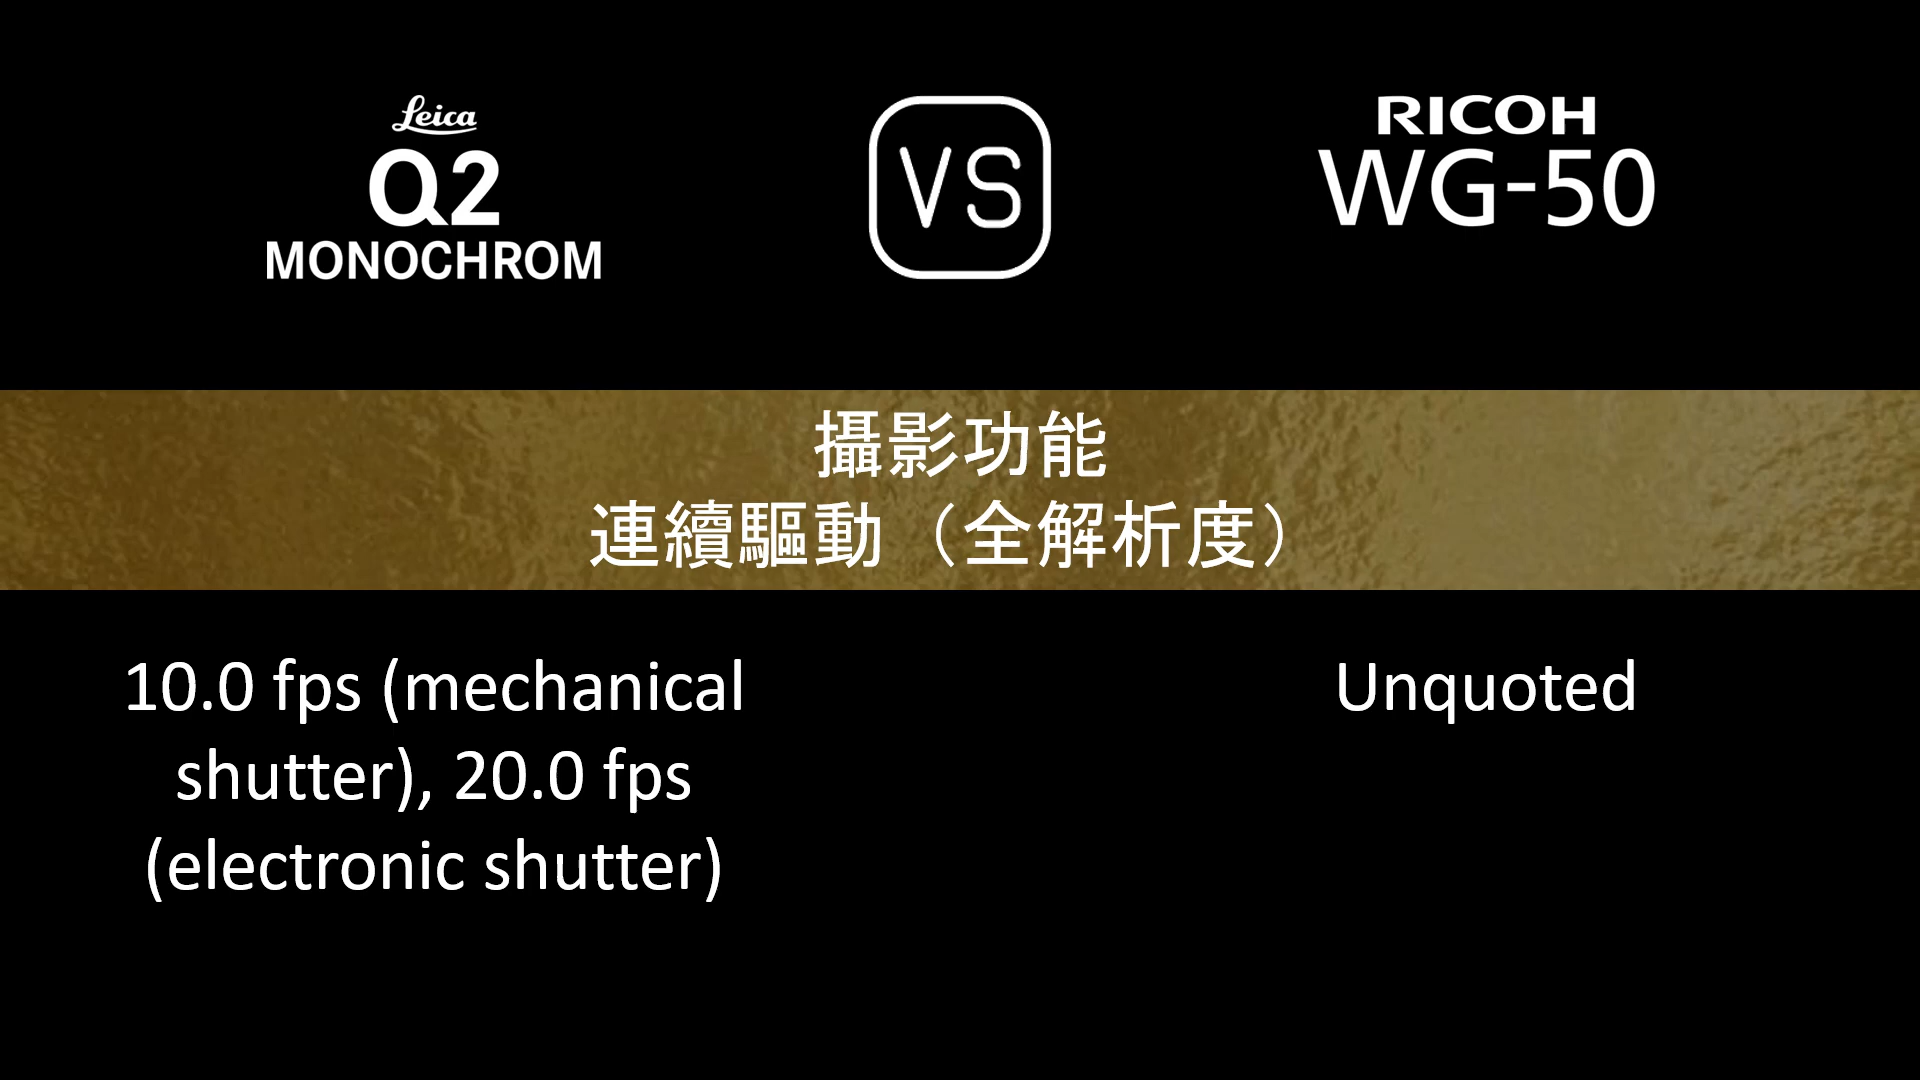 Leica
Q2
MONOCHROM
VS
RICOH
WG-50
攝影功能
連續驅動（全解析度）
10.0 fps (mechanical
shutter), 20.0 fps
(electronic shutter)
Unquoted